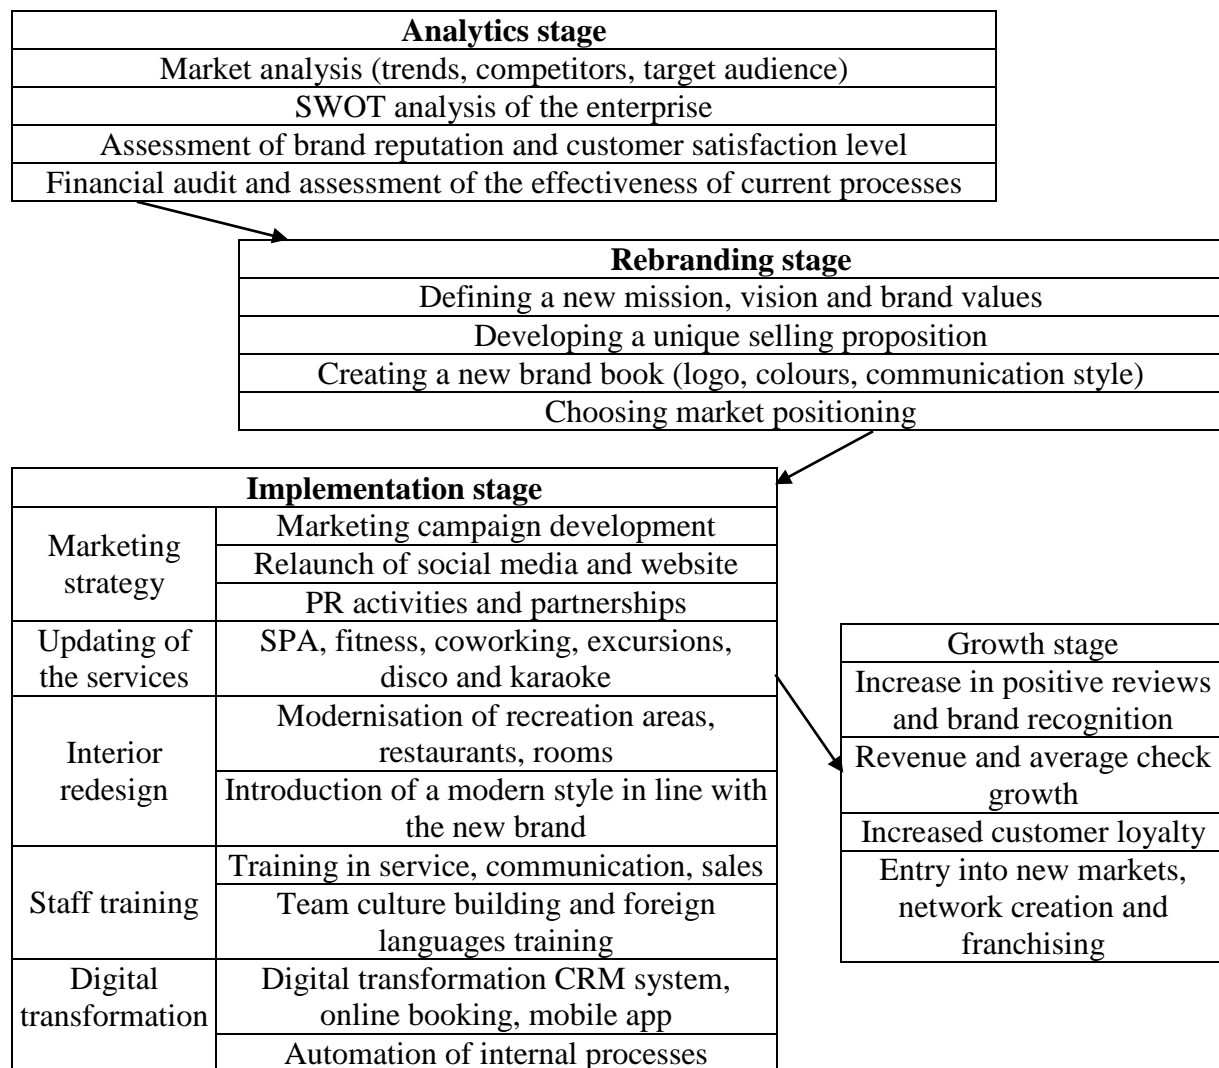 Analytics stage
Market analysis (trends, competitors, target audience)
SWOT analysis of the enterprise
Assessment of brand reputation and customer satisfaction level
Financial audit and assessment of the effectiveness of current processes
Rebranding stage
Defining a new mission, vision and brand values
Developing a unique selling proposition
Creating a new brand book (logo, colours, communication style)
Choosing market positioning
Implementation stage
Marketing
strategy
Marketing campaign development
Relaunch of social media and website
PR activities and partnerships
Updating of
the services
SPA, fitness, coworking, excursions,
disco and karaoke
Interior
redesign
Modernisation of recreation areas,
restaurants, rooms
Introduction of a modern style in line with
the new brand
Staff training
Training in service, communication, sales
Team culture building and foreign
languages training
Digital
transformation
Digital transformation CRM system,
online booking, mobile app
Automation of internal processes
Growth stage
Increase in positive reviews
and brand recognition
Revenue and average check
growth
Increased customer loyalty
Entry into new markets,
network creation and
franchising